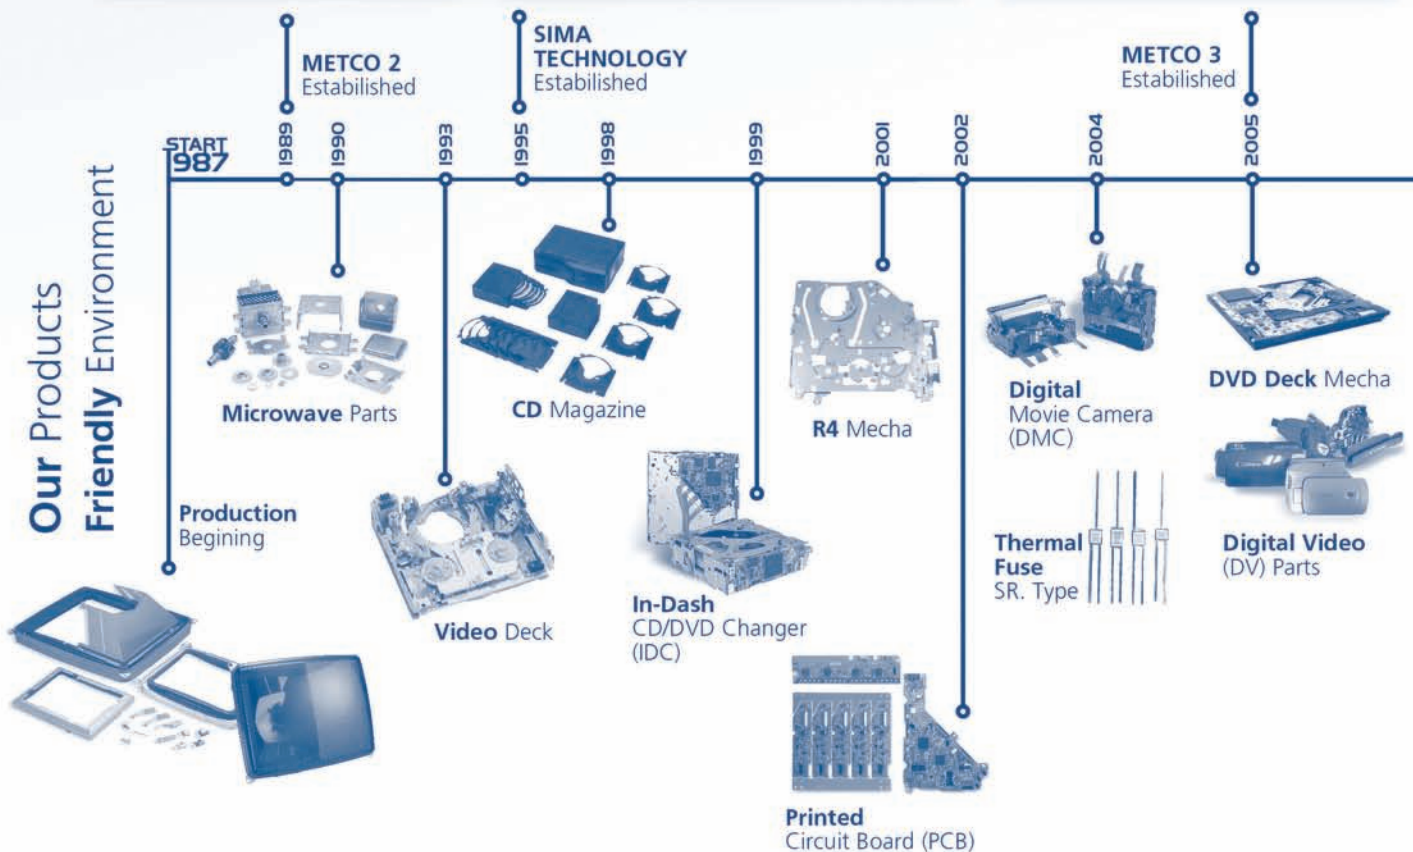 METCO 2
Estabilished
SIMA
TECHNOLOGY
Estabilished
METCO 3
Estabilished
START
1987
1989
1990
1993
1995
1998
1999
2001
2002
2004
2005
Our Products
Friendly Environment
Microwave Parts
CD Magazine
R4 Mecha
Digital
Movie Camera
(DMC)
DVD Deck Mecha
Production
Begining
Video Deck
In-Dash
CD/DVD Changer
(IDC)
Thermal
Fuse
SR. Type
Digital Video
(DV) Parts
Printed
Circuit Board (PCB)